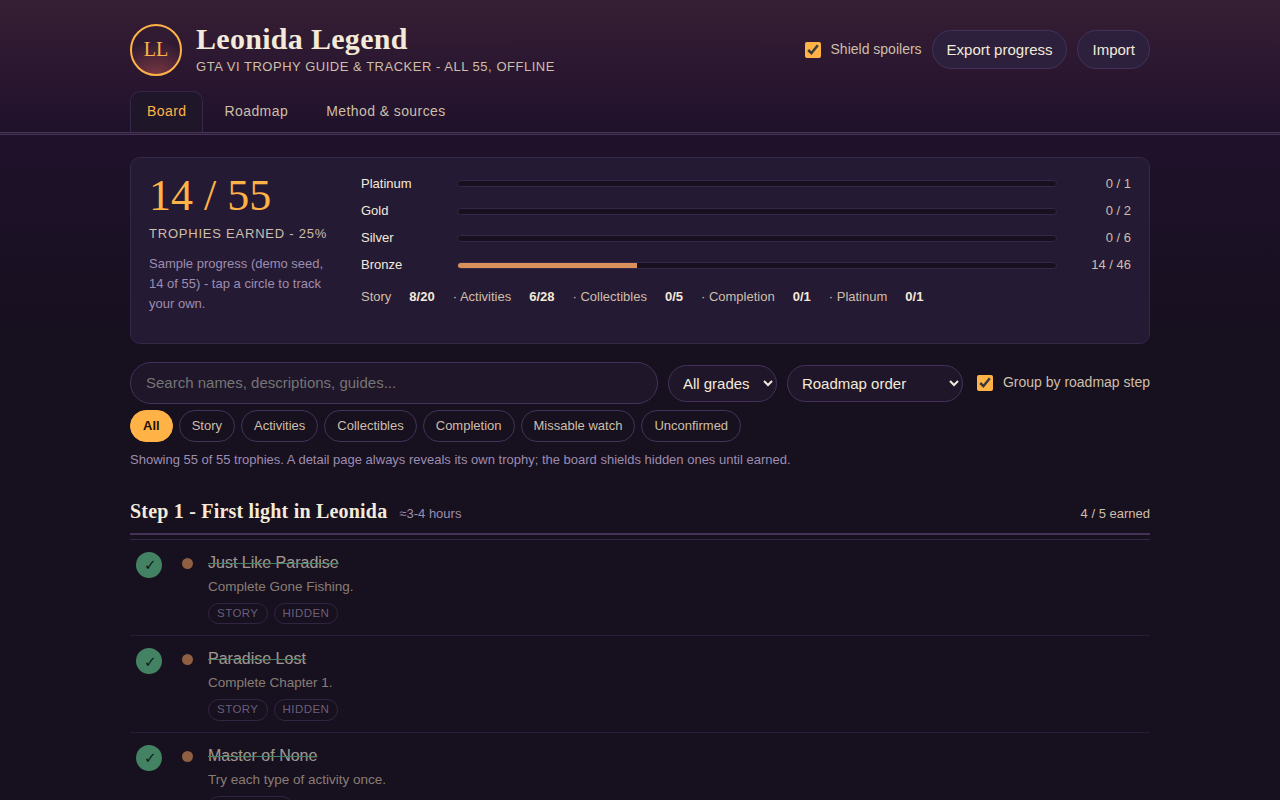 LL
Leonida Legend
GTA VI TROPHY GUIDE & TRACKER - ALL 55, OFFLINE
Shield spoilers
Export progress
Import
Board
Roadmap
Method & sources
14 / 55
TROPHIES EARNED - 25%
Sample progress (demo seed,
14 of 55) - tap a circle to track
your own.
Platinum 0 / 1
Gold 0 / 2
Silver 0 / 6
Bronze 14 / 46
Story 8/20 · Activities 6/28 · Collectibles 0/5 · Completion 0/1 · Platinum 0/1
Search names, descriptions, guides...
All grades
Roadmap order
Group by roadmap step
All Story Activities Collectibles Completion Missable watch Unconfirmed
Showing 55 of 55 trophies. A detail page always reveals its own trophy; the board shields hidden ones until earned.
Step 1 - First light in Leonida ≈3-4 hours 4 / 5 earned
Just Like Paradise
Complete Gone Fishing.
STORY HIDDEN
Paradise Lost
Complete Chapter 1.
STORY HIDDEN
Master of None
Try each type of activity once.